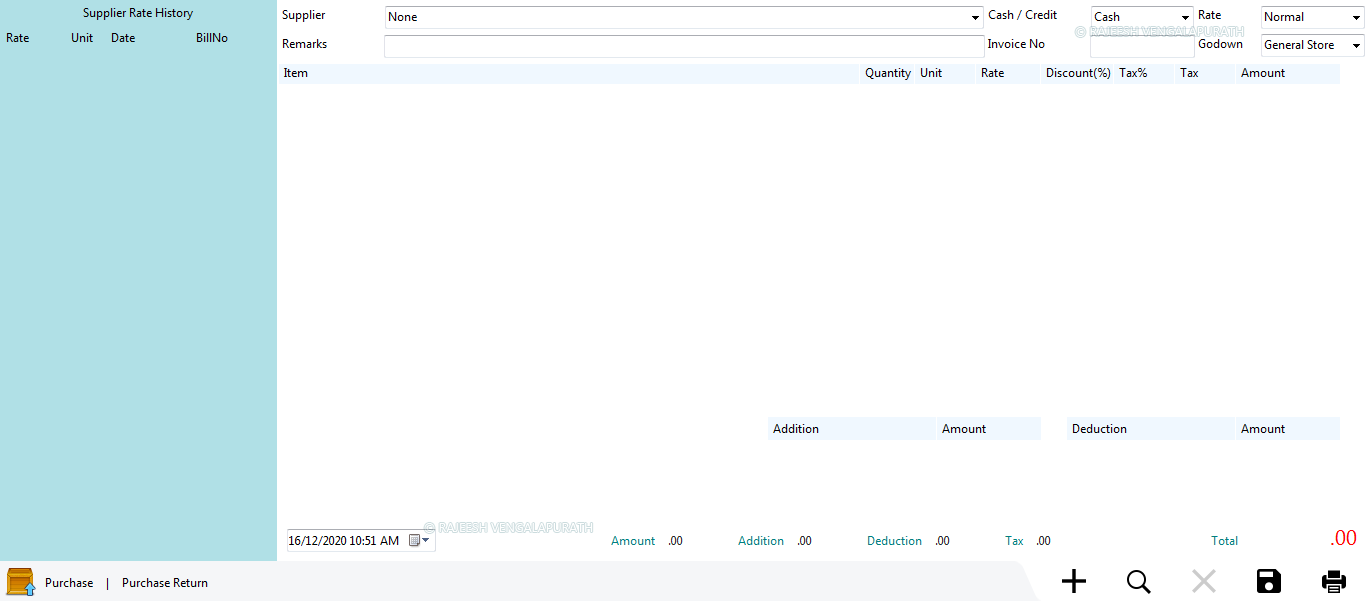 Supplier Rate History
Rate Unit Date BillNo
Supplier None Cash / Credit Cash Rate Normal
© RAJEESH VENGALAPURATH
Remarks Invoice No Godown General Store
Item Quantity Unit Rate Discount(%) Tax% Tax Amount
Addition Amount Deduction Amount
© RAJEESH VENGALAPURATH
16/12/2020 10:51 AM Amount .00 Addition .00 Deduction .00 Tax .00 Total .00
Purchase | Purchase Return